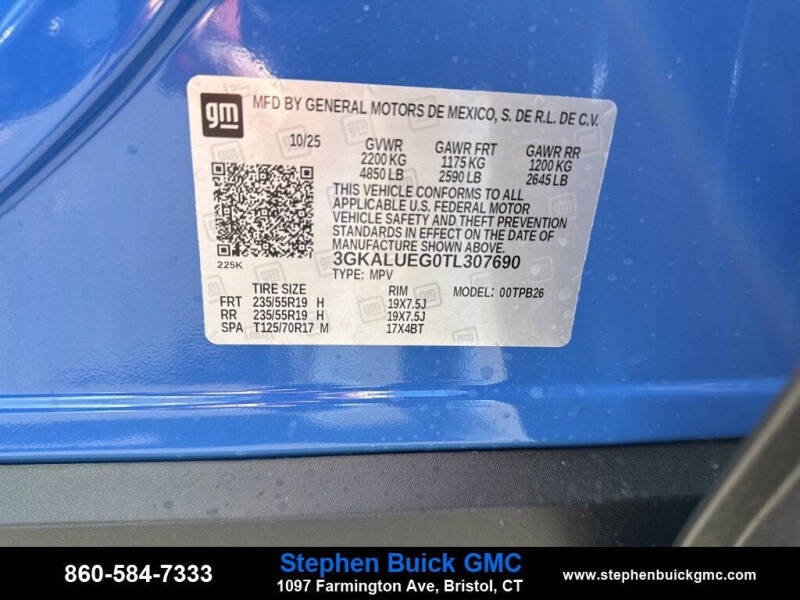 gm MFD BY GENERAL MOTORS DE MEXICO, S. DE R.L. DE C.V.
10/25 GVWR GAWR FRT GAWR RR
2200 KG 1175 KG 1200 KG
4850 LB 2590 LB 2645 LB
THIS VEHICLE CONFORMS TO ALL
APPLICABLE U.S. FEDERAL MOTOR
VEHICLE SAFETY AND THEFT PREVENTION
STANDARDS IN EFFECT ON THE DATE OF
MANUFACTURE SHOWN ABOVE.
225K 3GKALUEG0TL307690
TYPE: MPV
TIRE SIZE RIM MODEL: 00TPB26
FRT 235/55R19 H 19X7.5J
RR 235/55R19 H 19X7.5J
SPA T125/70R17 M 17X4BT
860-584-7333
Stephen Buick GMC
1097 Farmington Ave, Bristol, CT
www.stephenbuickgmc.com